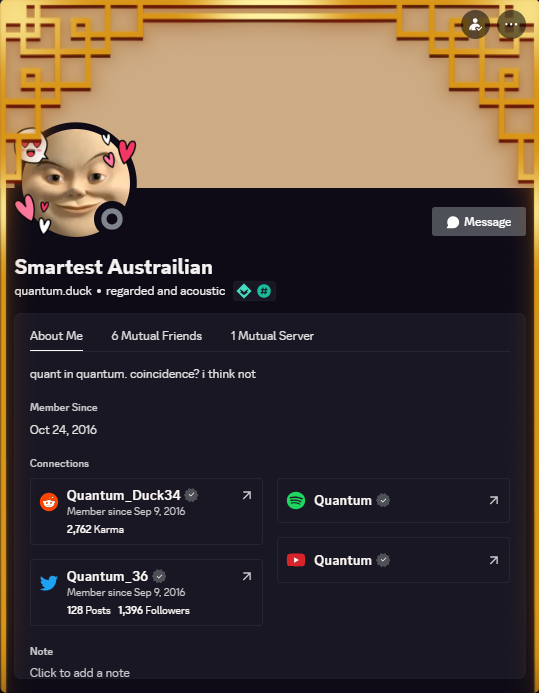 Message
Smartest Austrailian
quantum.duck • regarded and acoustic
About Me 6 Mutual Friends 1 Mutual Server
quant in quantum. coincidence? i think not
Member Since
Oct 24, 2016
Connections
Quantum_Duck34
Member since Sep 9, 2016
2,762 Karma
Quantum
Quantum_36
Member since Sep 9, 2016
128 Posts 1,396 Followers
Quantum
Note
Click to add a note